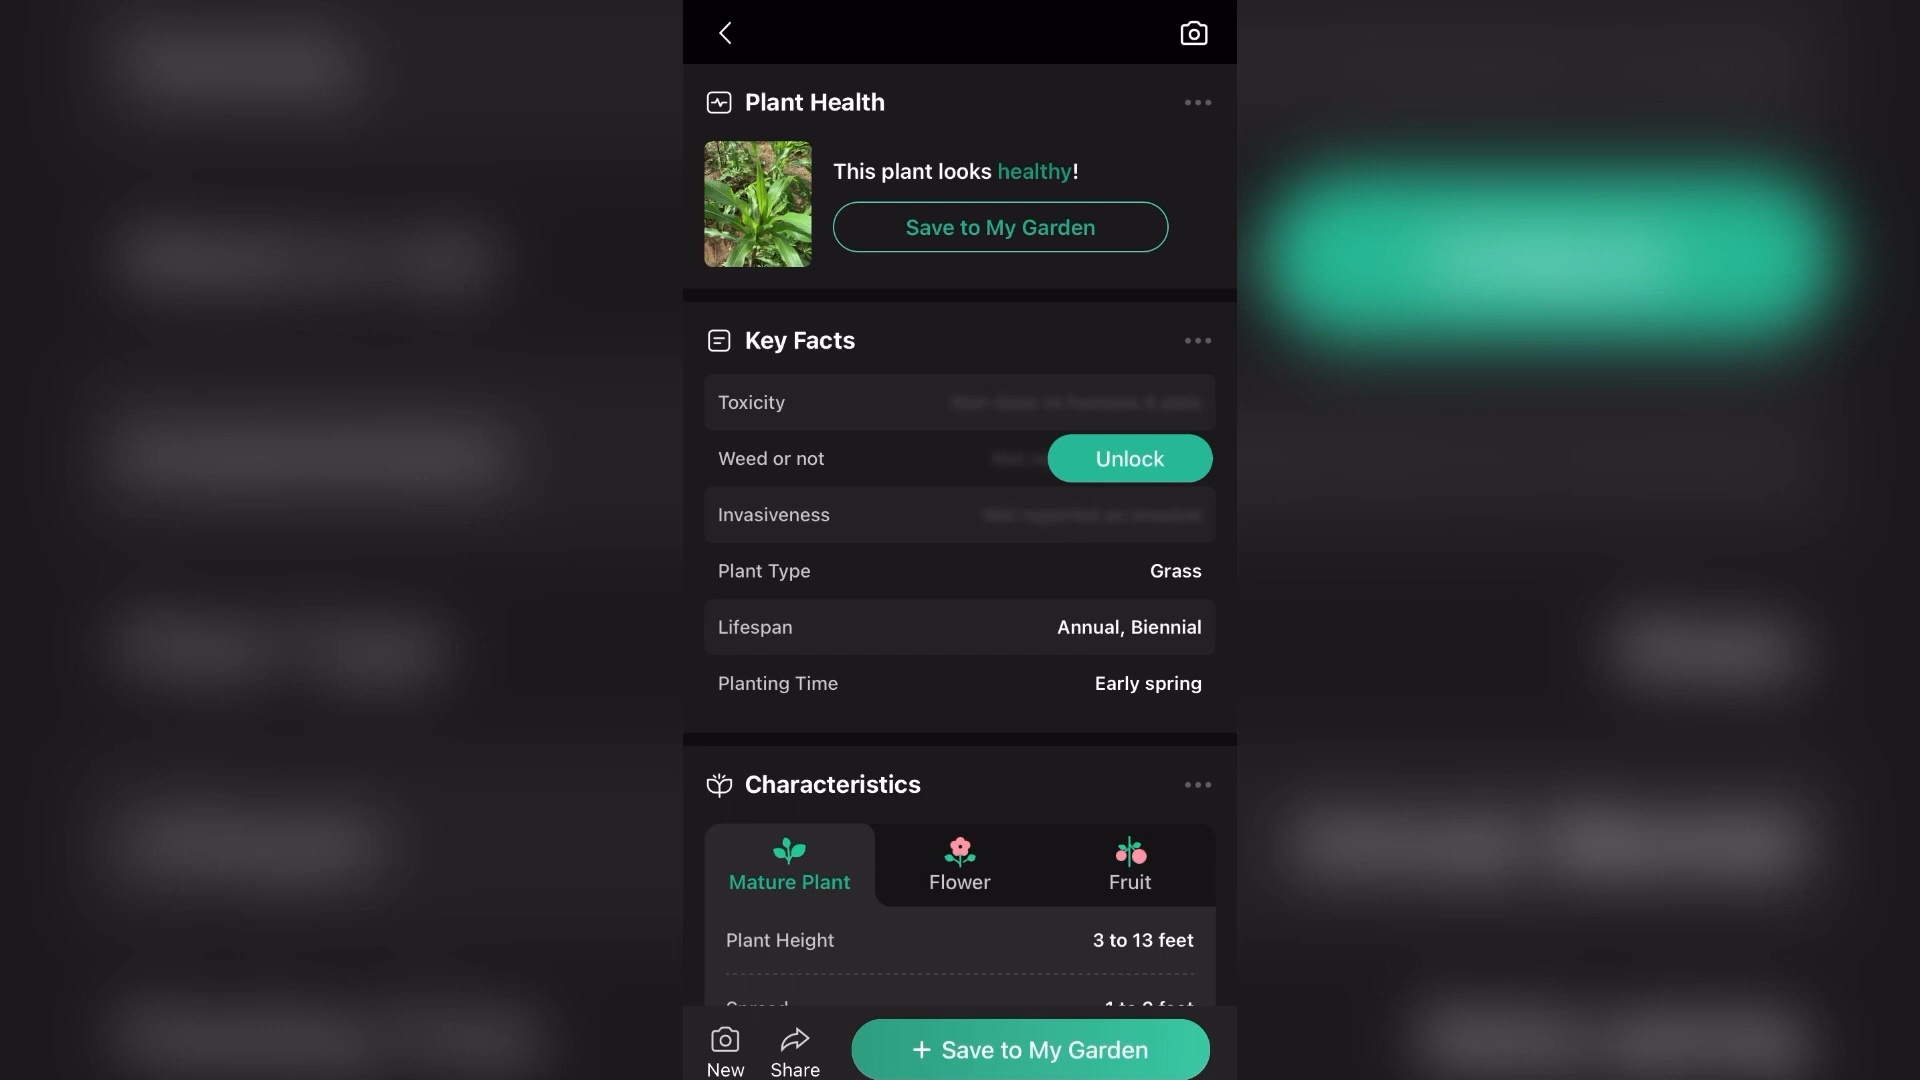 Plant Health
This plant looks healthy!
Save to My Garden
Key Facts
Toxicity
Weed or not
Unlock
Invasiveness
Plant Type Grass
Lifespan Annual, Biennial
Planting Time Early spring
Characteristics
Mature Plant Flower Fruit
Plant Height 3 to 13 feet
New Share + Save to My Garden